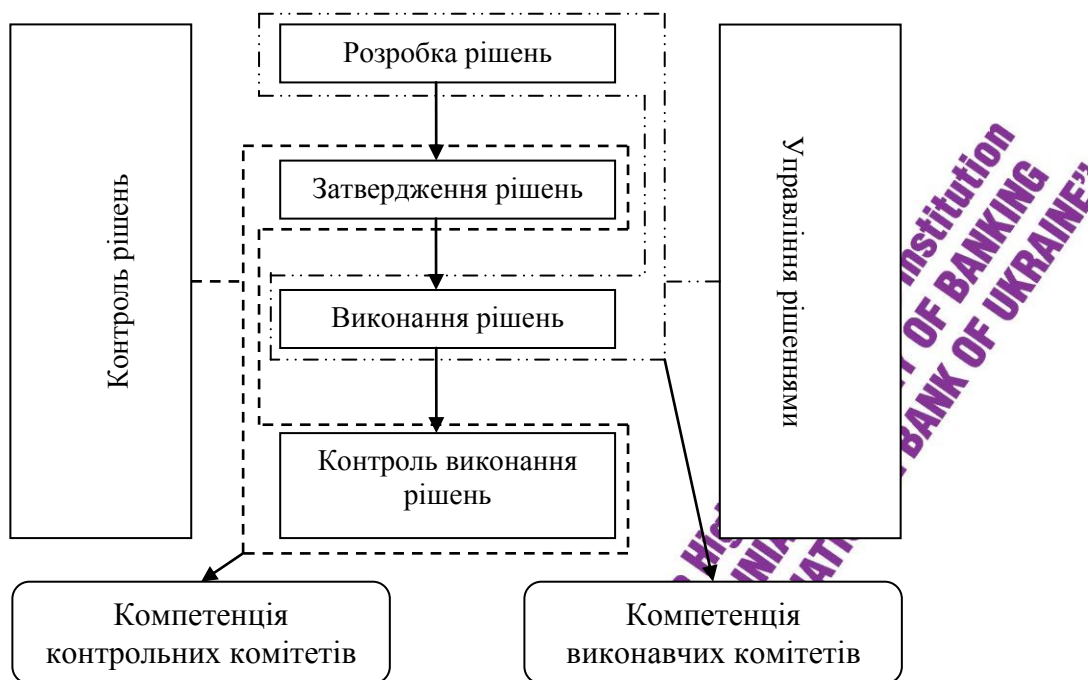 Розробка рішень
Контроль рішень
Затвердження рішень
Виконання рішень
Контроль виконання
рішень
Управління рішеннями
Компетенція
контрольних комітетів
Компетенція
виконавчих комітетів
Institution
OF BANKING
BANK OF UKRAINE”